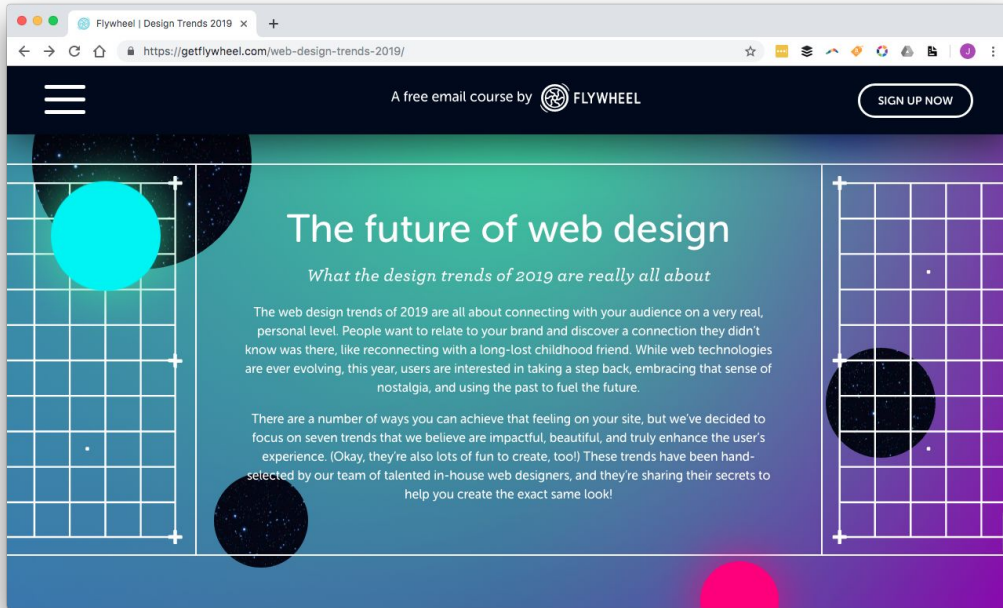 Flywheel | Design Trends 2019
https://getflywheel.com/web-design-trends-2019/
J
A free email course by FLYWHEEL
SIGN UP NOW
The future of web design
What the design trends of 2019 are really all about
The web design trends of 2019 are all about connecting with your audience on a very real,
personal level. People want to relate to your brand and discover a connection they didn't
know was there, like reconnecting with a long-lost childhood friend. While web technologies
are ever evolving, this year, users are interested in taking a step back, embracing that sense of
nostalgia, and using the past to fuel the future.
There are a number of ways you can achieve that feeling on your site, but we've decided to
focus on seven trends that we believe are impactful, beautiful, and truly enhance the user's
experience. (Okay, they're also lots of fun to create, too!) These trends have been hand-
selected by our team of talented in-house web designers, and they're sharing their secrets to
help you create the exact same look!